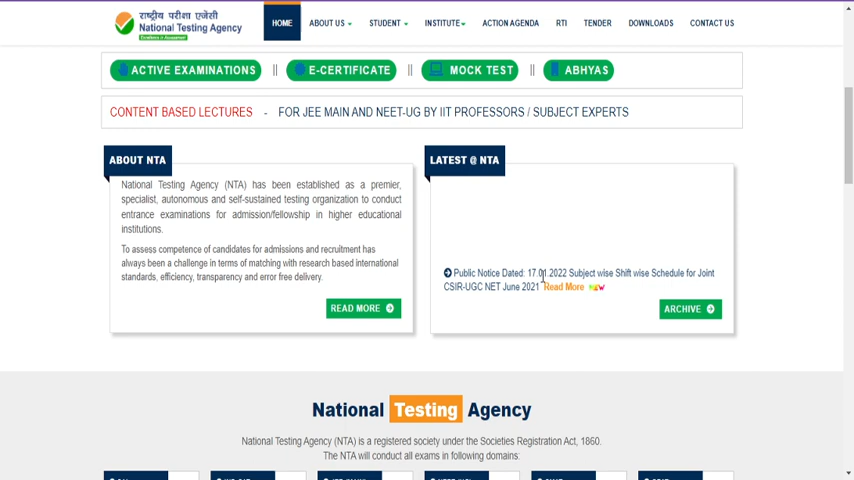 राष्ट्रीय परीक्षा एजेंसी
National Testing Agency
Excellence in Assessment
HOME ABOUT US STUDENT INSTITUTE ACTION AGENDA RTI TENDER DOWNLOADS CONTACT US
ACTIVE EXAMINATIONS || E-CERTIFICATE || MOCK TEST || ABHYAS
CONTENT BASED LECTURES - FOR JEE MAIN AND NEET-UG BY IIT PROFESSORS / SUBJECT EXPERTS
ABOUT NTA
National Testing Agency (NTA) has been established as a premier,
specialist, autonomous and self-sustained testing organization to conduct
entrance examinations for admission/fellowship in higher educational
institutions.
To assess competence of candidates for admissions and recruitment has
always been a challenge in terms of matching with research based international
standards, efficiency, transparency and error free delivery.
READ MORE
LATEST @ NTA
Public Notice Dated: 17.01.2022 Subject wise Shift wise Schedule for Joint
CSIR-UGC NET June 2021 Read More
ARCHIVE
National Testing Agency
National Testing Agency (NTA) is a registered society under the Societies Registration Act, 1860.
The NTA will conduct all exams in following domains: